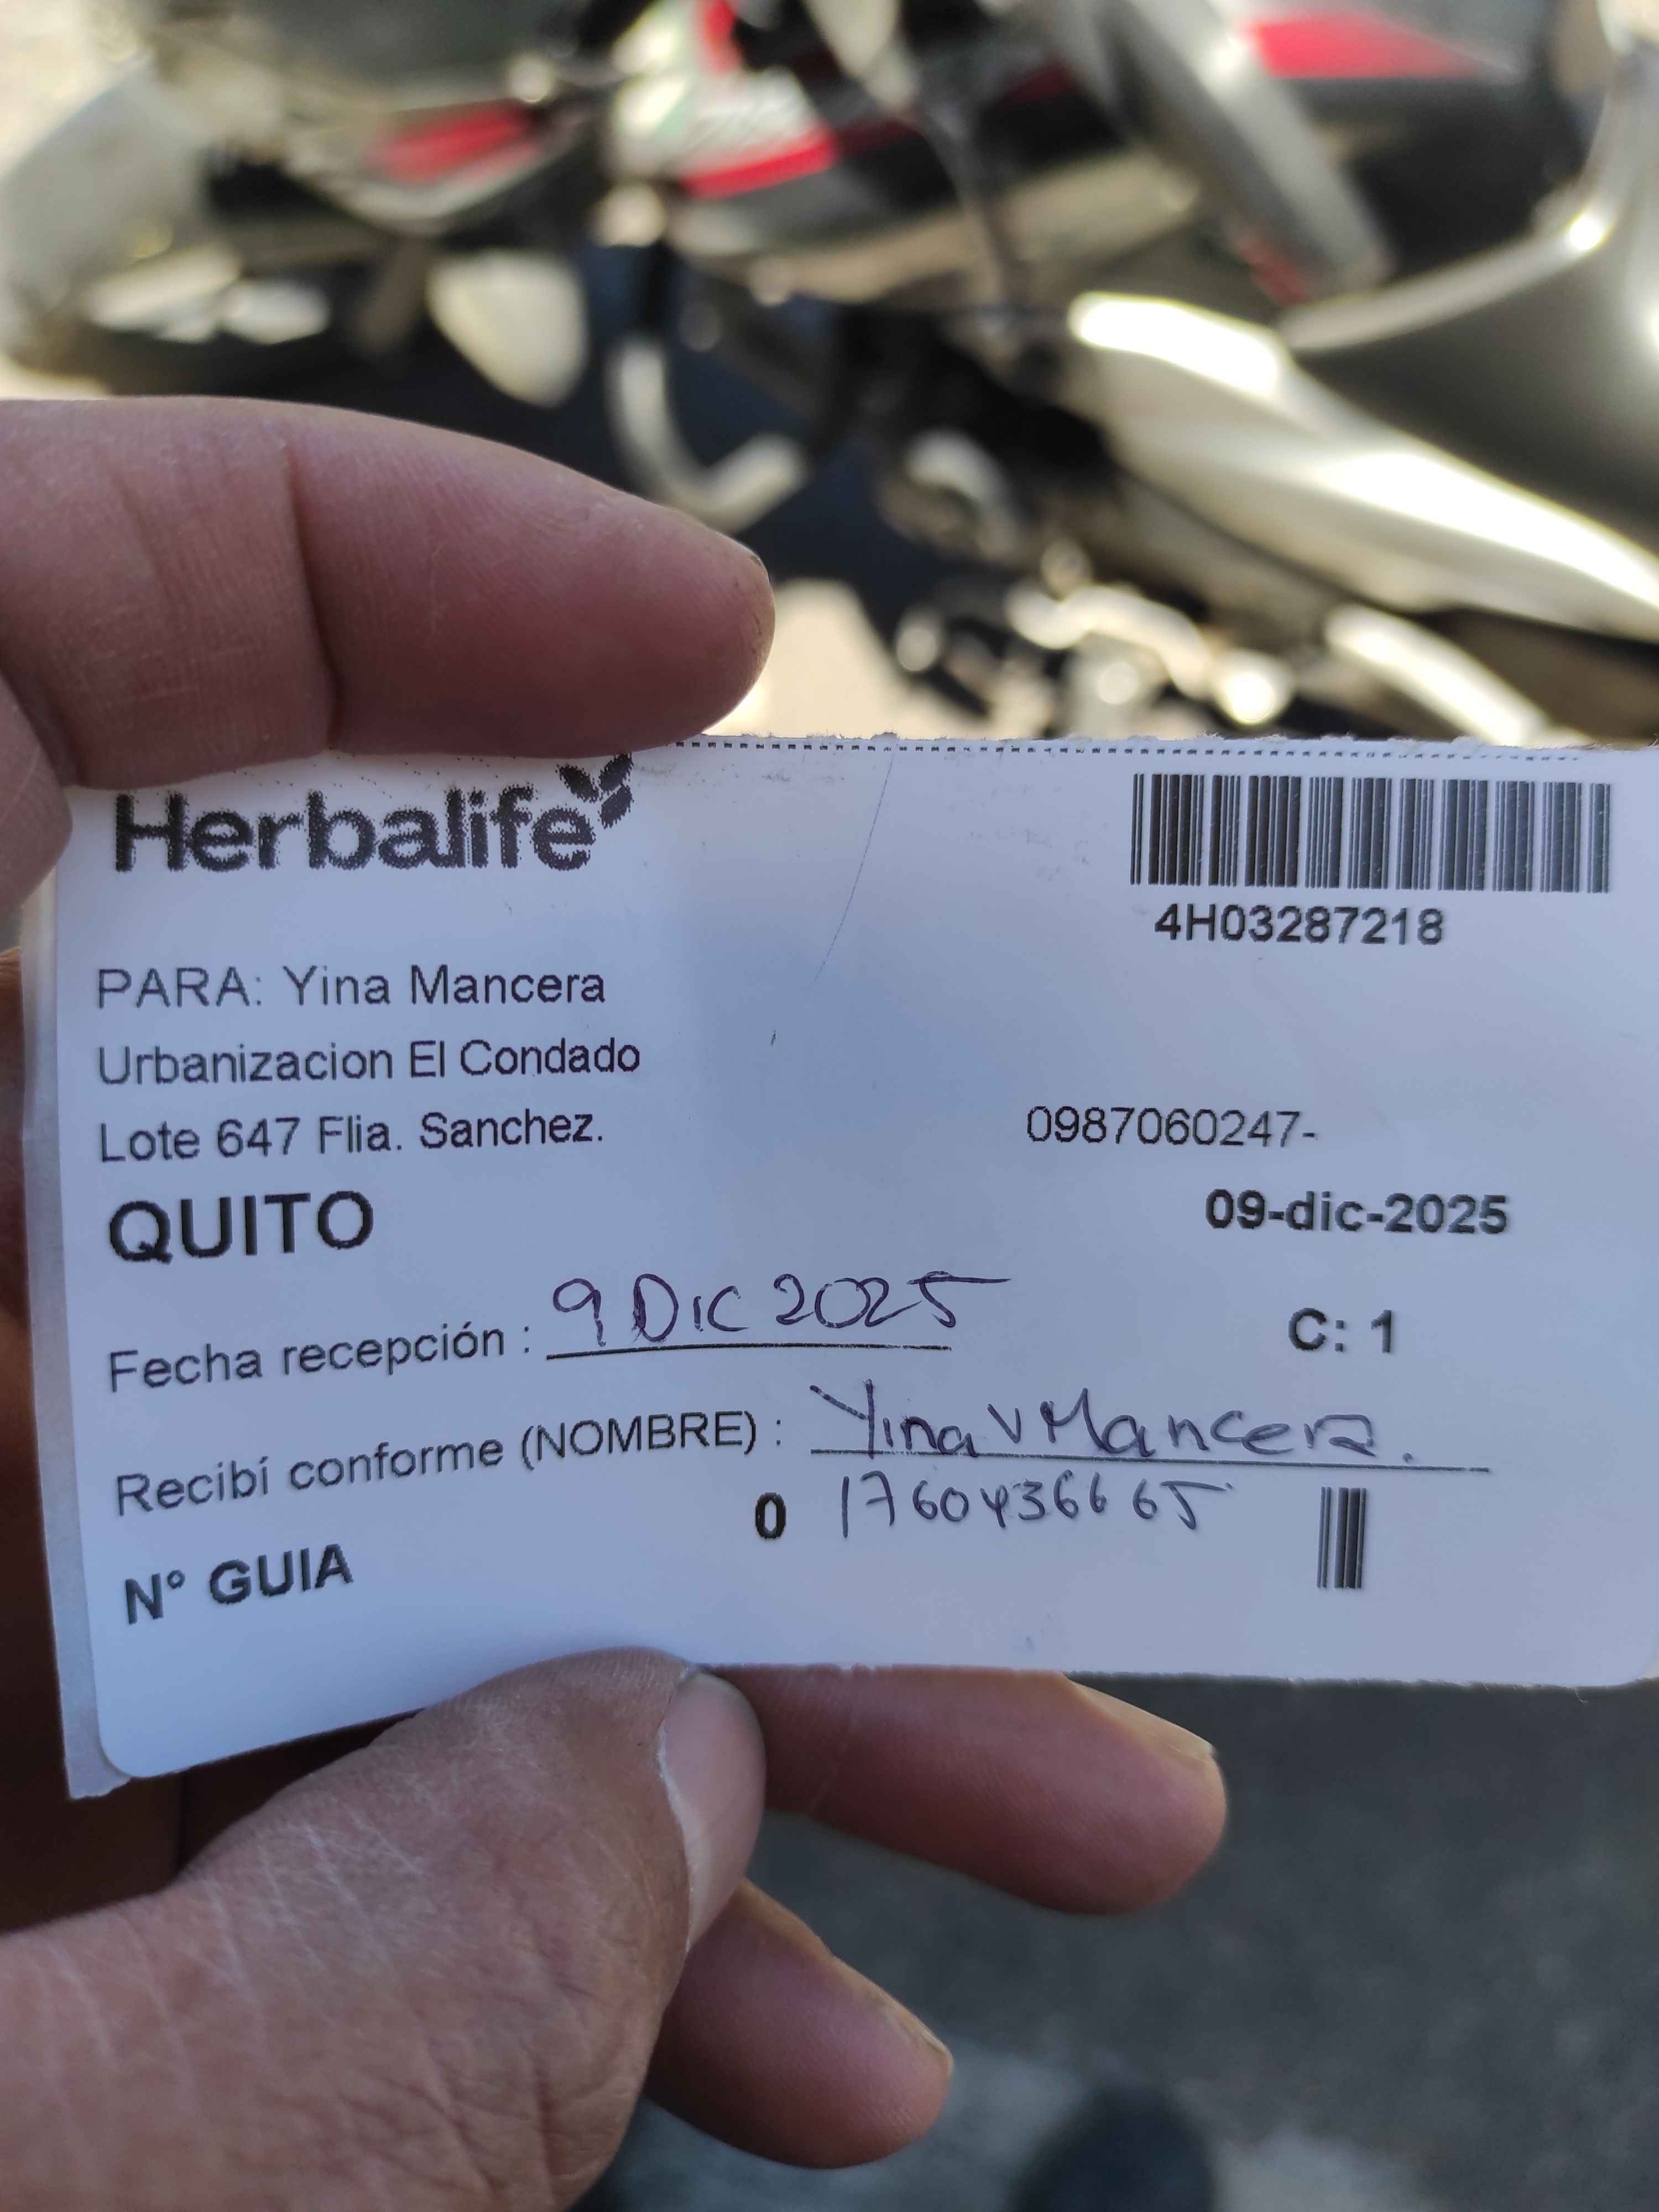 Herbalife
4H03287218
PARA: Yina Mancera
Urbanizacion El Condado
Lote 647 Flia. Sanchez.
0987060247-
QUITO
09-dic-2025
Fecha recepción : 9 DIC 2025
C: 1
Recibí conforme (NOMBRE) : Yina V Mancera.
0 1760436665
N° GUIA